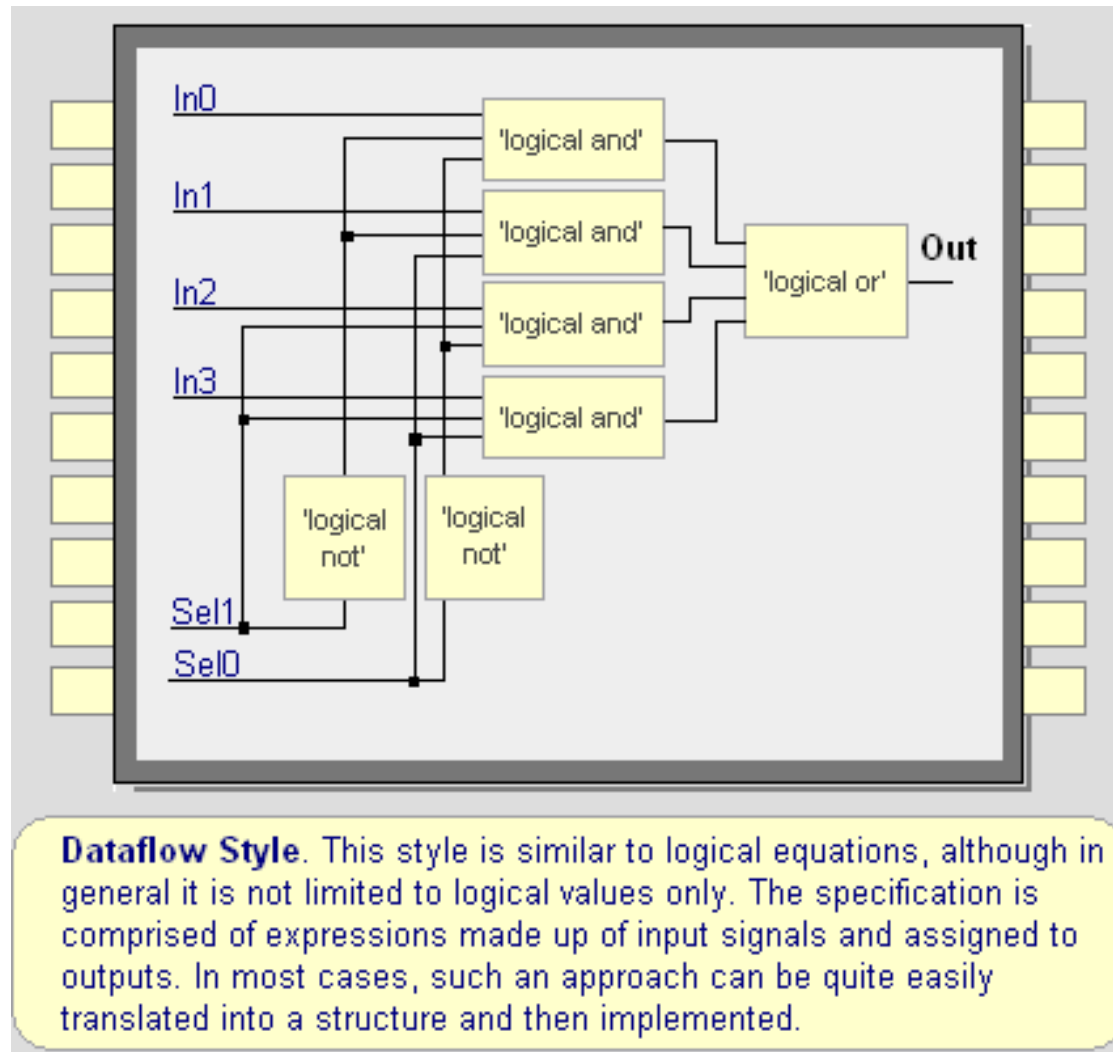 In0
'logical and'
In1
'logical and'
Out
'logical or'
In2
'logical and'
In3
'logical and'
'logical
not'
'logical
not'
Sel1
Sel0
Dataflow Style. This style is similar to logical equations, although in
general it is not limited to logical values only. The specification is
comprised of expressions made up of input signals and assigned to
outputs. In most cases, such an approach can be quite easily
translated into a structure and then implemented.